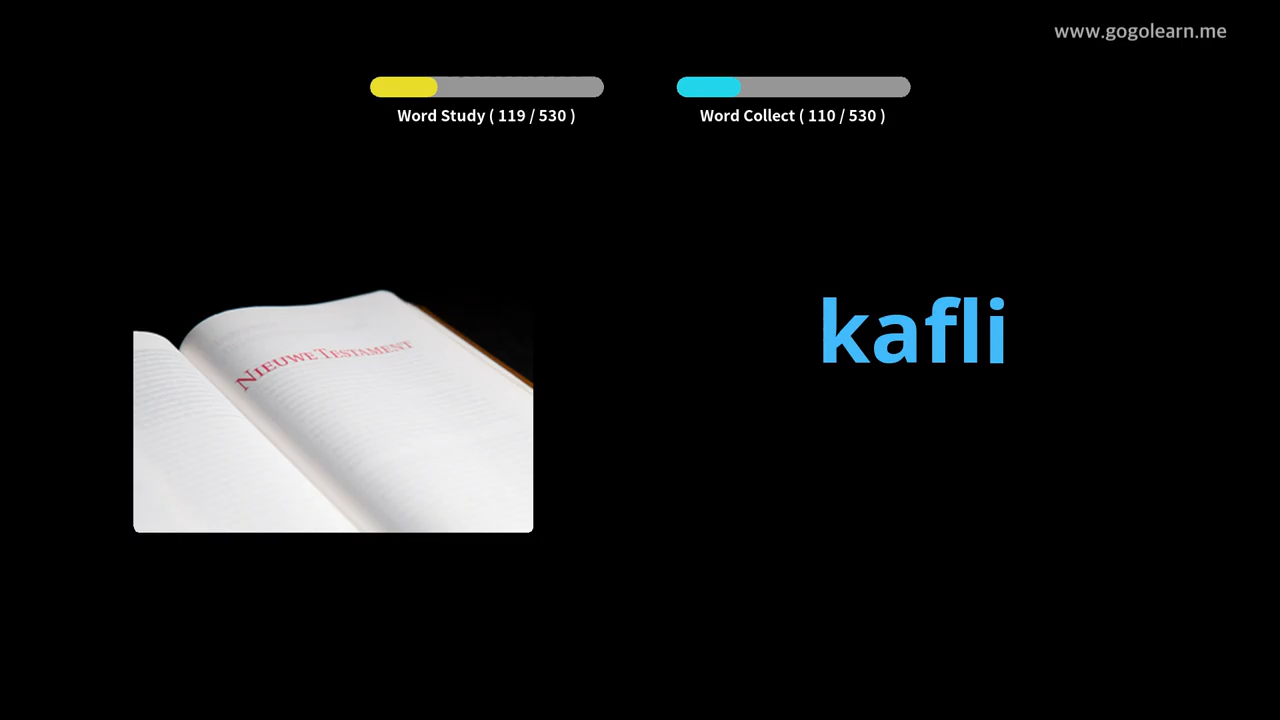 www.gogolearn.me
Word Study ( 119 / 530 )
Word Collect ( 110 / 530 )
NIEUWE TESTAMENT
kafli